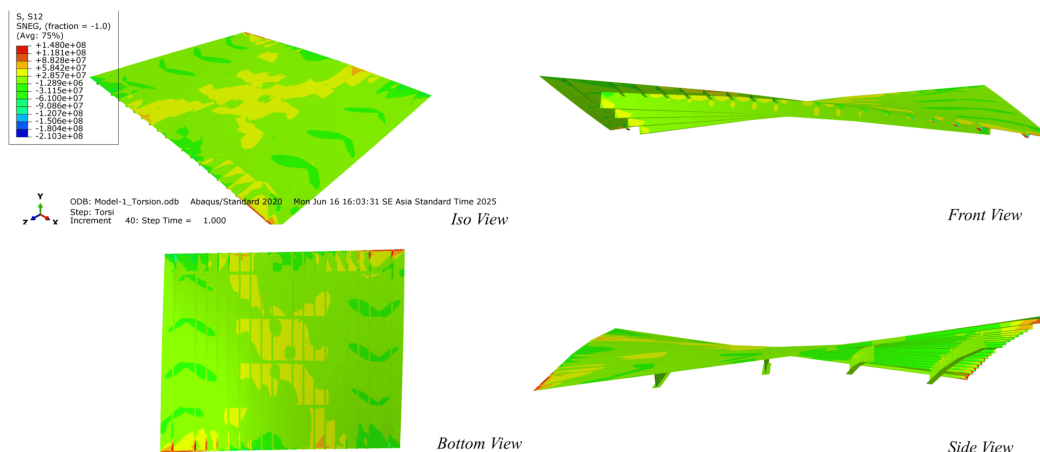 S, S12
SNEG, (fraction = -1.0)
(Avg: 75%)
+1.480e+08
+1.181e+08
+8.828e+07
+5.842e+07
+2.857e+07
-1.289e+06
-3.115e+07
-6.100e+07
-9.086e+07
-1.207e+08
-1.506e+08
-1.804e+08
-2.103e+08
Y
Z X
ODB: Model-1_Torsion.odb Abaqus/Standard 2020 Mon Jun 16 16:03:31 SE Asia Standard Time 2025
Step: Torsi
Increment 40: Step Time = 1.000
Iso View
Front View
Bottom View
Side View